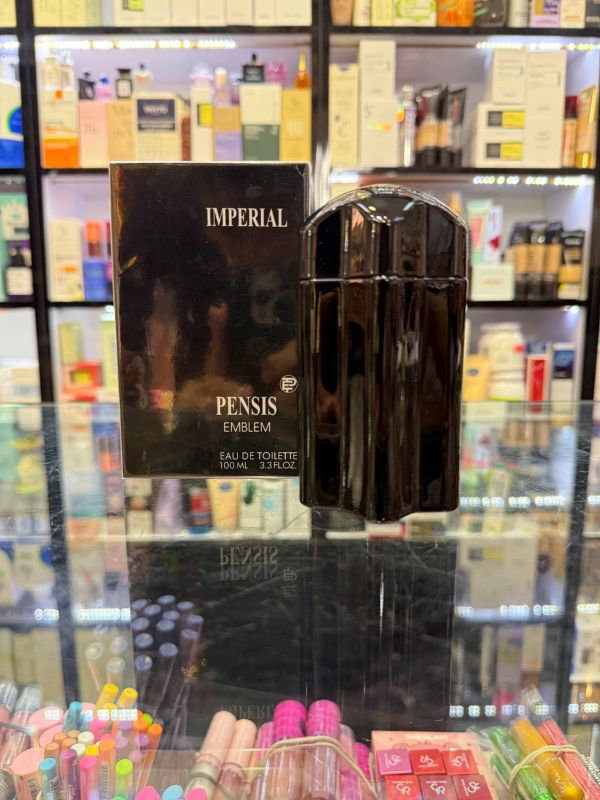 IMPERIAL
PENSIS
EMBLEM
EAU DE TOILETTE
100 ML 3.3 FL.OZ.